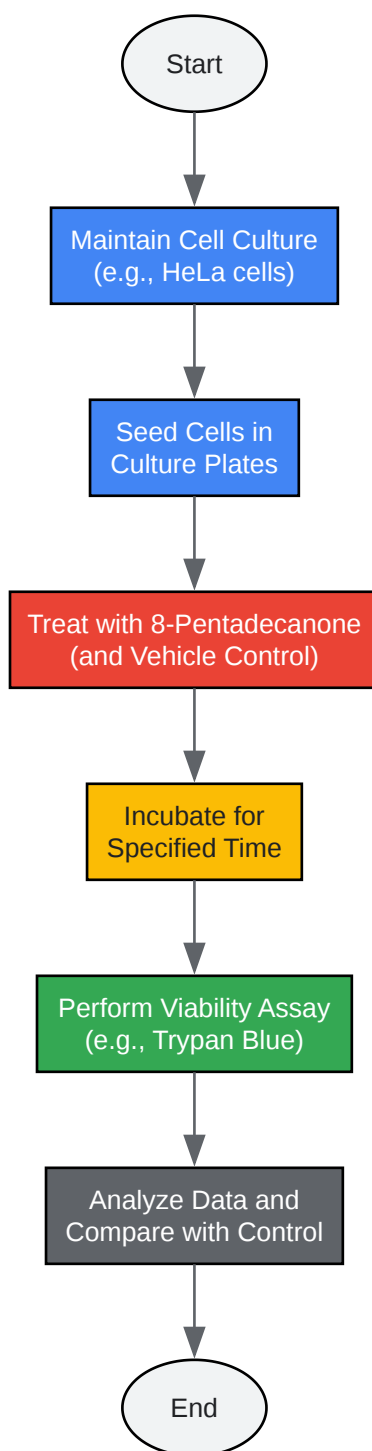 Start
Maintain Cell Culture
(e.g., HeLa cells)
Seed Cells in
Culture Plates
Treat with 8-Pentadecanone
(and Vehicle Control)
Incubate for
Specified Time
Perform Viability Assay
(e.g., Trypan Blue)
Analyze Data and
Compare with Control
End